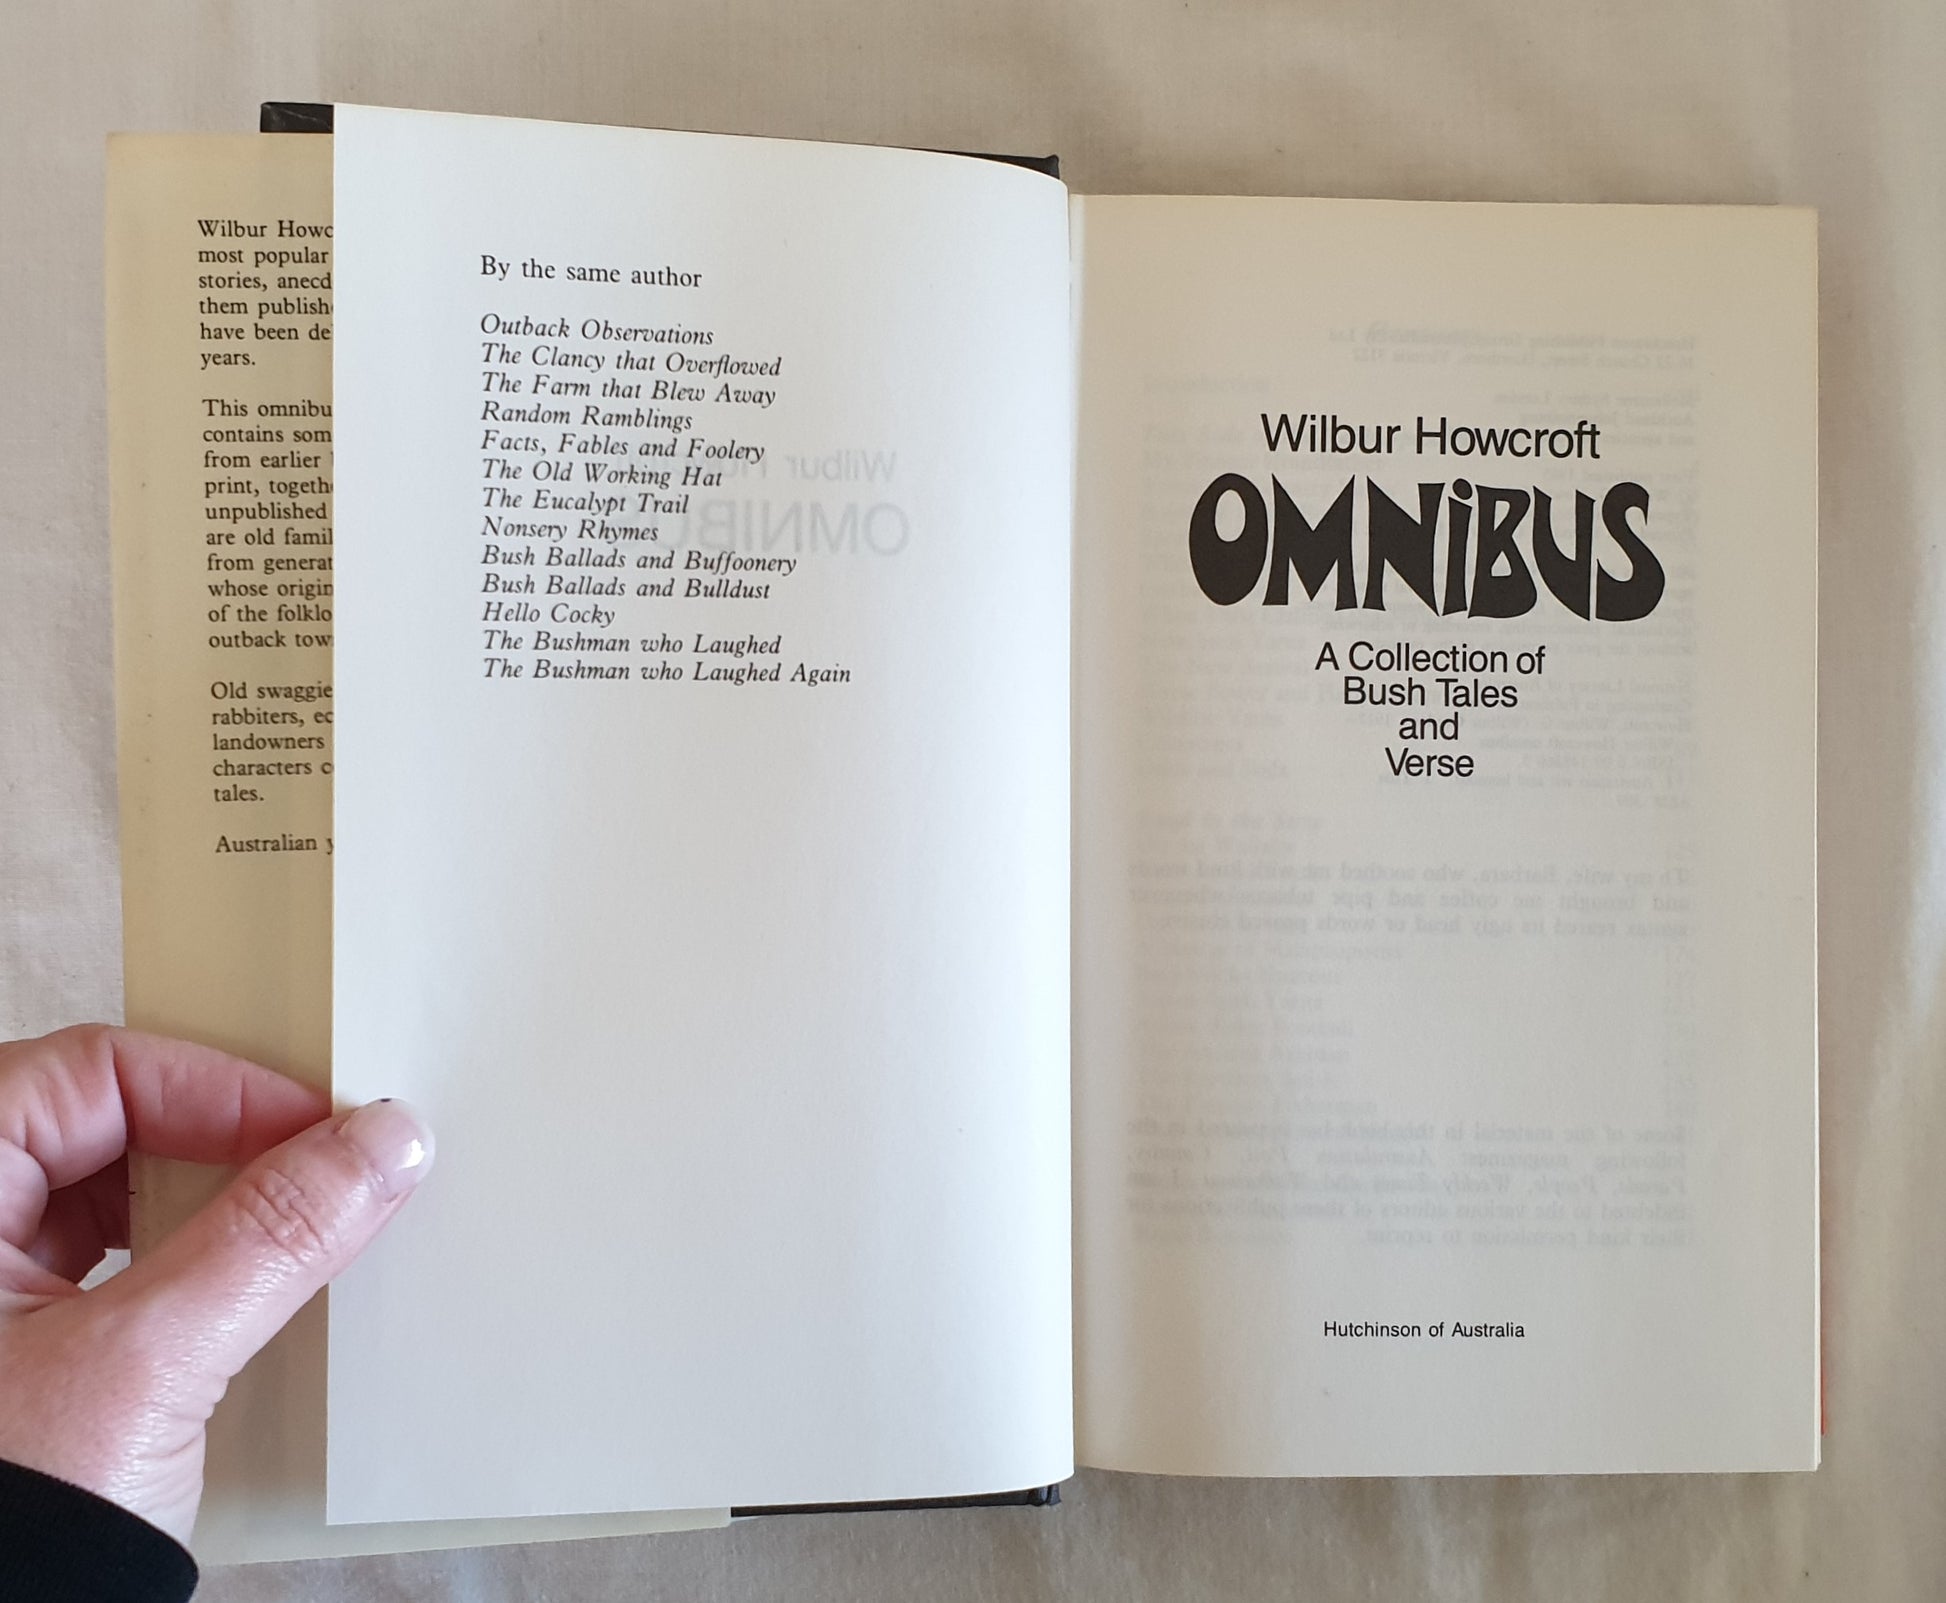 Wilbur Howc
most popular
stories, anecd
them publish
have been de
years.
This omnibu
contains som
from earlier
print, togeth
unpublished
are old famil
from generat
whose origin
of the folklo
outback tow
Old swaggie
rabbiters, ec
landowners
characters c
tales.
Australian y
By the same author
Outback Observations
The Clancy that Overflowed
The Farm that Blew Away
Random Ramblings
Facts, Fables and Foolery
The Old Working Hat
The Eucalypt Trail
Nonsery Rhymes
Bush Ballads and Buffoonery
Bush Ballads and Bulldust
Hello Cocky
The Bushman who Laughed
The Bushman who Laughed Again
Wilbur Howcroft
OMNiBUS
A Collection of
Bush Tales
and
Verse
Hutchinson of Australia